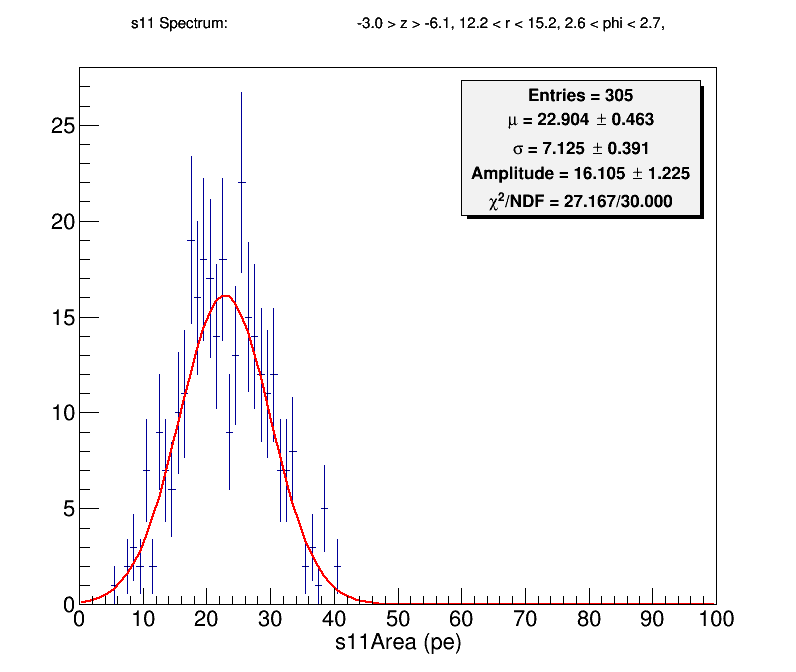 s11 Spectrum: -3.0 > z > -6.1, 12.2 < r < 15.2, 2.6 < phi < 2.7,
Entries = 305
μ = 22.904 ± 0.463
σ = 7.125 ± 0.391
Amplitude = 16.105 ± 1.225
χ²/NDF = 27.167/30.000
25
20
15
10
5
0
0 10 20 30 40 50 60 70 80 90 100
s11Area (pe)